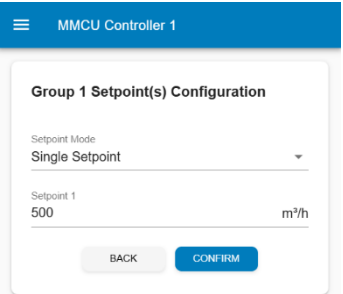 MMCU Controller 1
Group 1 Setpoint(s) Configuration
Setpoint Mode
Single Setpoint
Setpoint 1
500 m³/h
BACK CONFIRM